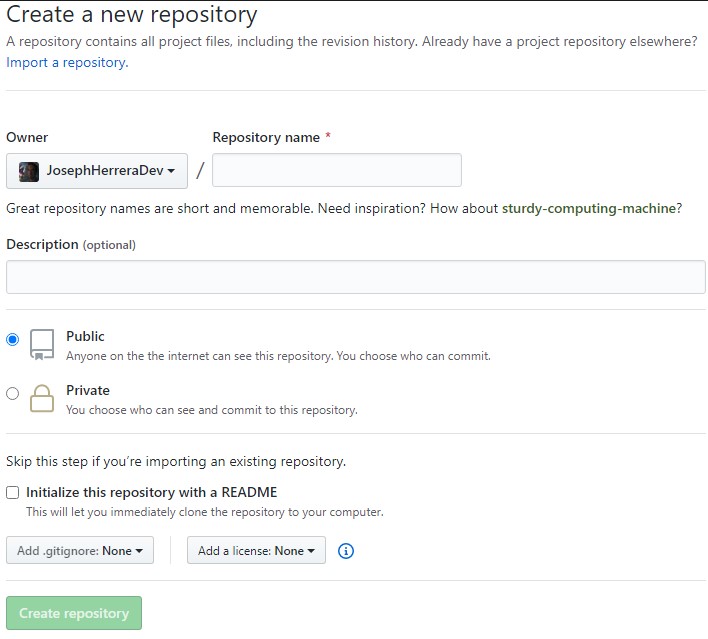 Create a new repository
A repository contains all project files, including the revision history. Already have a project repository elsewhere?
Import a repository.
Owner
Repository name *
JosephHerreraDev
/
Great repository names are short and memorable. Need inspiration? How about sturdy-computing-machine?
Description (optional)
Public
Anyone on the the internet can see this repository. You choose who can commit.
Private
You choose who can see and commit to this repository.
Skip this step if you’re importing an existing repository.
Initialize this repository with a README
This will let you immediately clone the repository to your computer.
Add .gitignore: None
Add a license: None
Create repository